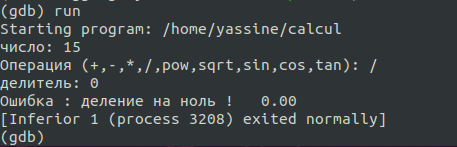 (gdb) run
Starting program: /home/yassine/calcul
число: 15
Операция (+,-,*,/,pow,sqrt,sin,cos,tan): /
делитель: 0
Ошибка : деление на ноль !   0.00
[Inferior 1 (process 3208) exited normally]
(gdb)